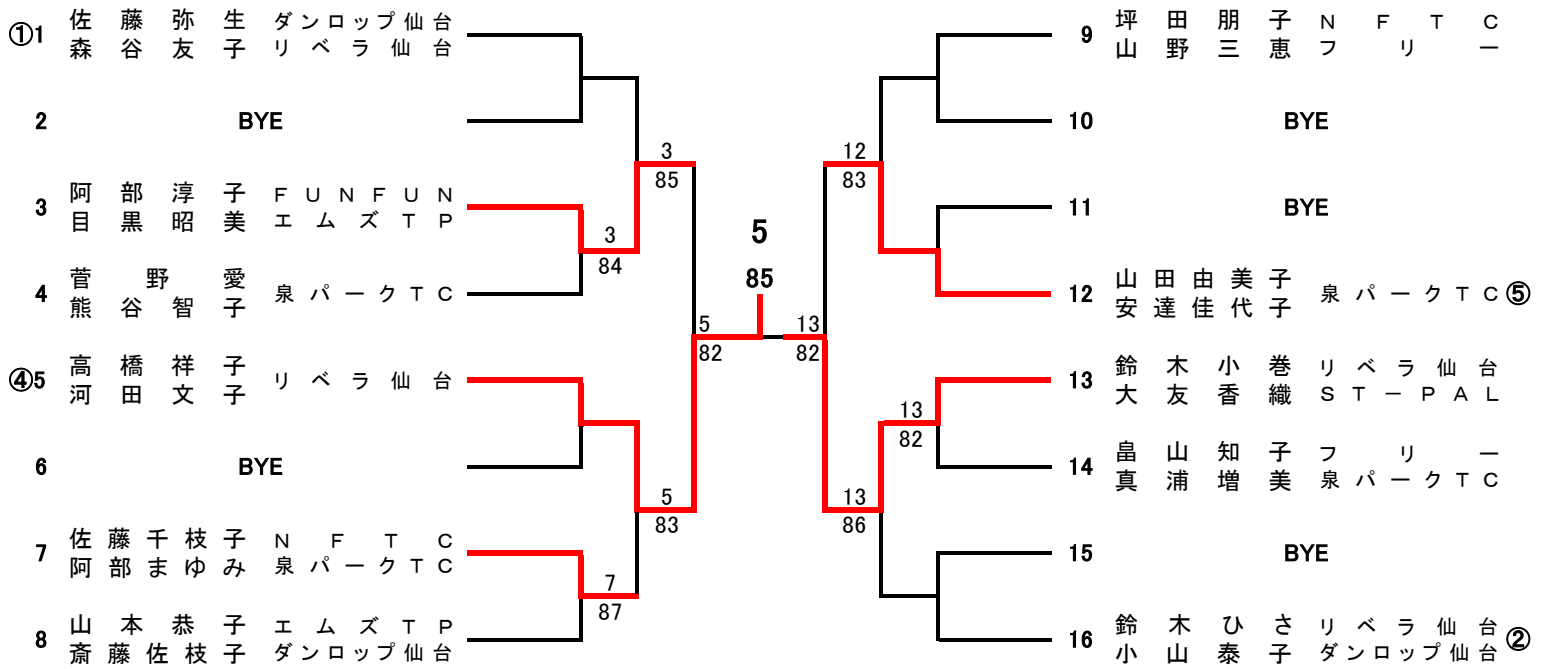 ①1 佐藤弥生 ダンロップ仙台
森谷友子 リベラ仙台
2 BYE
3 阿部淳子 FUNFUN
目黒昭美 エムズTP
4 菅野愛 泉パークTC
熊谷智子
④5 高橋祥子 リベラ仙台
河田文子
6 BYE
7 佐藤千枝子 NFTC
阿部まゆみ 泉パークTC
8 山本恭子 エムズTP
斎藤佐枝子 ダンロップ仙台
3
85
3
84
5
82
5
83
7
87
5
85
12
83
13
82
13
82
13
86
9 坪田朋子 NFTC
山野三恵 フリー
10 BYE
11 BYE
12 山田由美子 泉パークTC⑤
安達佳代子
13 鈴木小巻 リベラ仙台
大友香織 ST－PAL
14 畠山知子 フリー
真浦増美 泉パークTC
15 BYE
16 鈴木ひさ リベラ仙台 ②
小山泰子 ダンロップ仙台